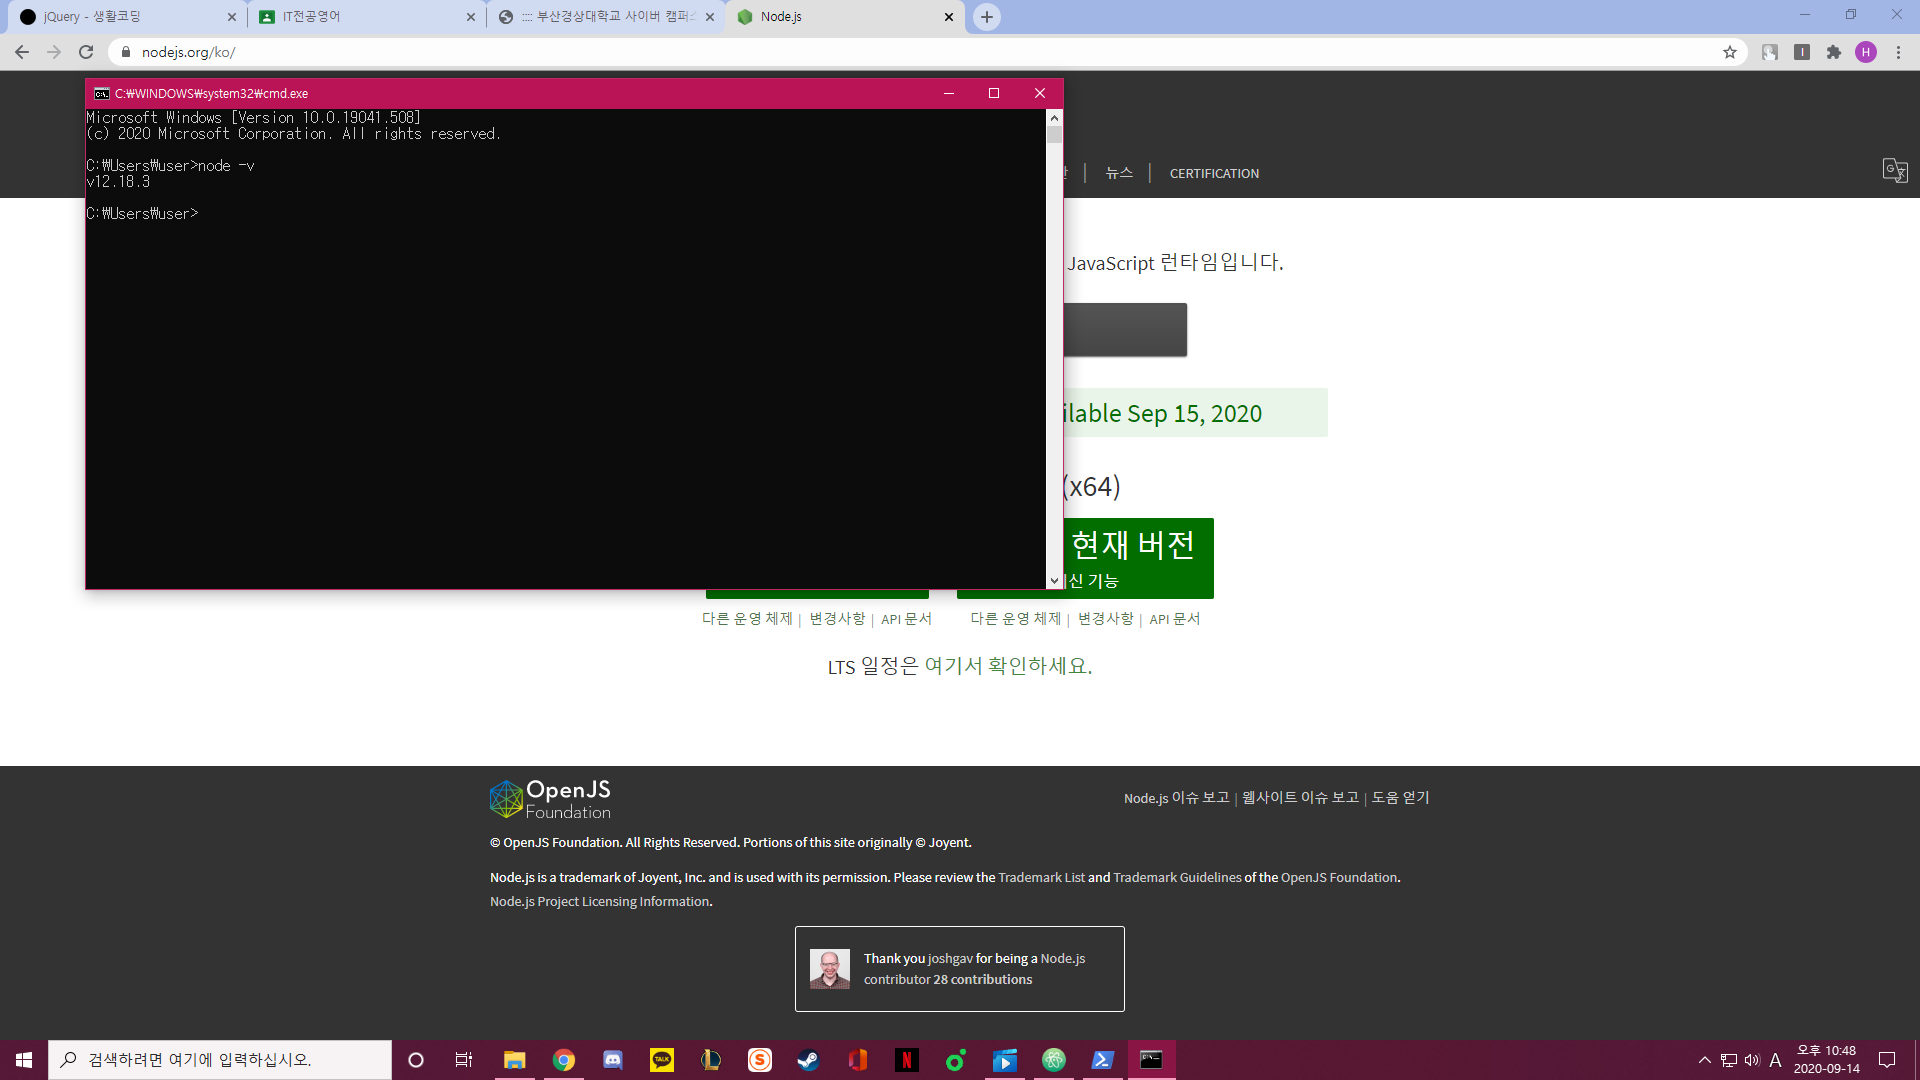 jQuery - 생활코딩
IT전공영어
:::: 부산경상대학교 사이버 캠퍼스
Node.js
nodejs.org/ko/
H
C:₩WINDOWS₩system32₩cmd.exe
Microsoft Windows [Version 10.0.19041.508]
(c) 2020 Microsoft Corporation. All rights reserved.
C:₩Users₩user>node -v
v12.18.3
C:₩Users₩user>
뉴스
CERTIFICATION
JavaScript 런타임입니다.
ilable Sep 15, 2020
(x64)
현재 버전
신 기능
다른 운영 체제 | 변경사항 | API 문서
다른 운영 체제 | 변경사항 | API 문서
LTS 일정은 여기서 확인하세요.
OpenJS
Foundation
Node.js 이슈 보고 | 웹사이트 이슈 보고 | 도움 얻기
© OpenJS Foundation. All Rights Reserved. Portions of this site originally © Joyent.
Node.js is a trademark of Joyent, Inc. and is used with its permission. Please review the Trademark List and Trademark Guidelines of the OpenJS Foundation.
Node.js Project Licensing Information.
Thank you joshgav for being a Node.js
contributor 28 contributions
검색하려면 여기에 입력하십시오.
TALK
S
N
A
오후 10:48
2020-09-14